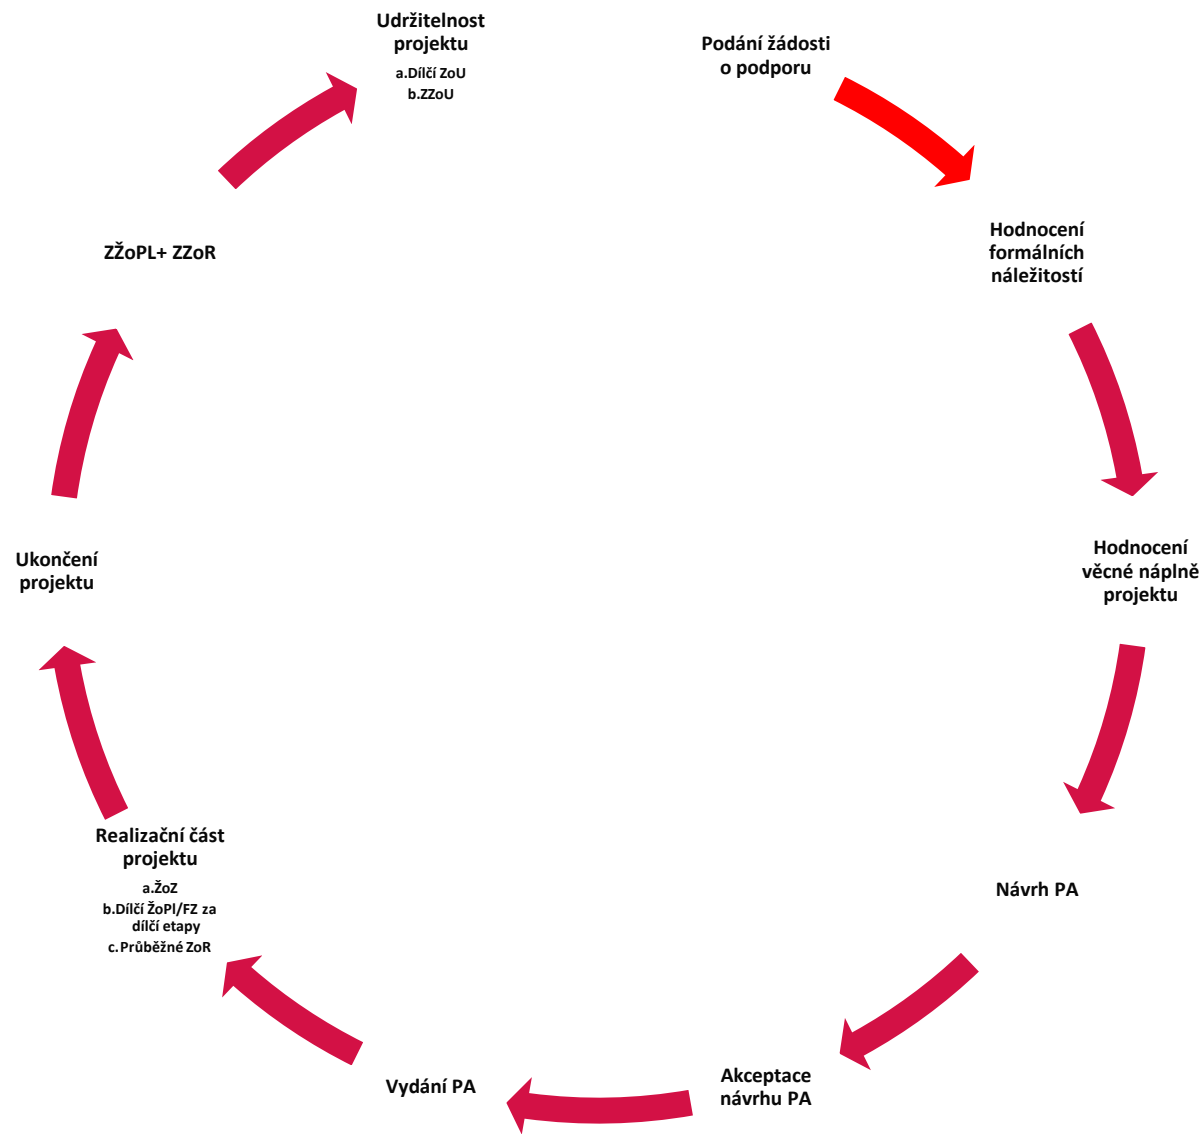 Podání žádosti
o podporu
Hodnocení
formálních
náležitostí
Hodnocení
věcné náplně
projektu
Návrh PA
Akceptace
návrhu PA
Vydání PA
Realizační část
projektu
a.ŽoZ
b.Dílčí ŽoPl/FZ za
dílčí etapy
c.Průběžné ZoR
Ukončení
projektu
ZŽoPL+ ZZoR
Udržitelnost
projektu
a.Dílčí ZoU
b.ZZoU